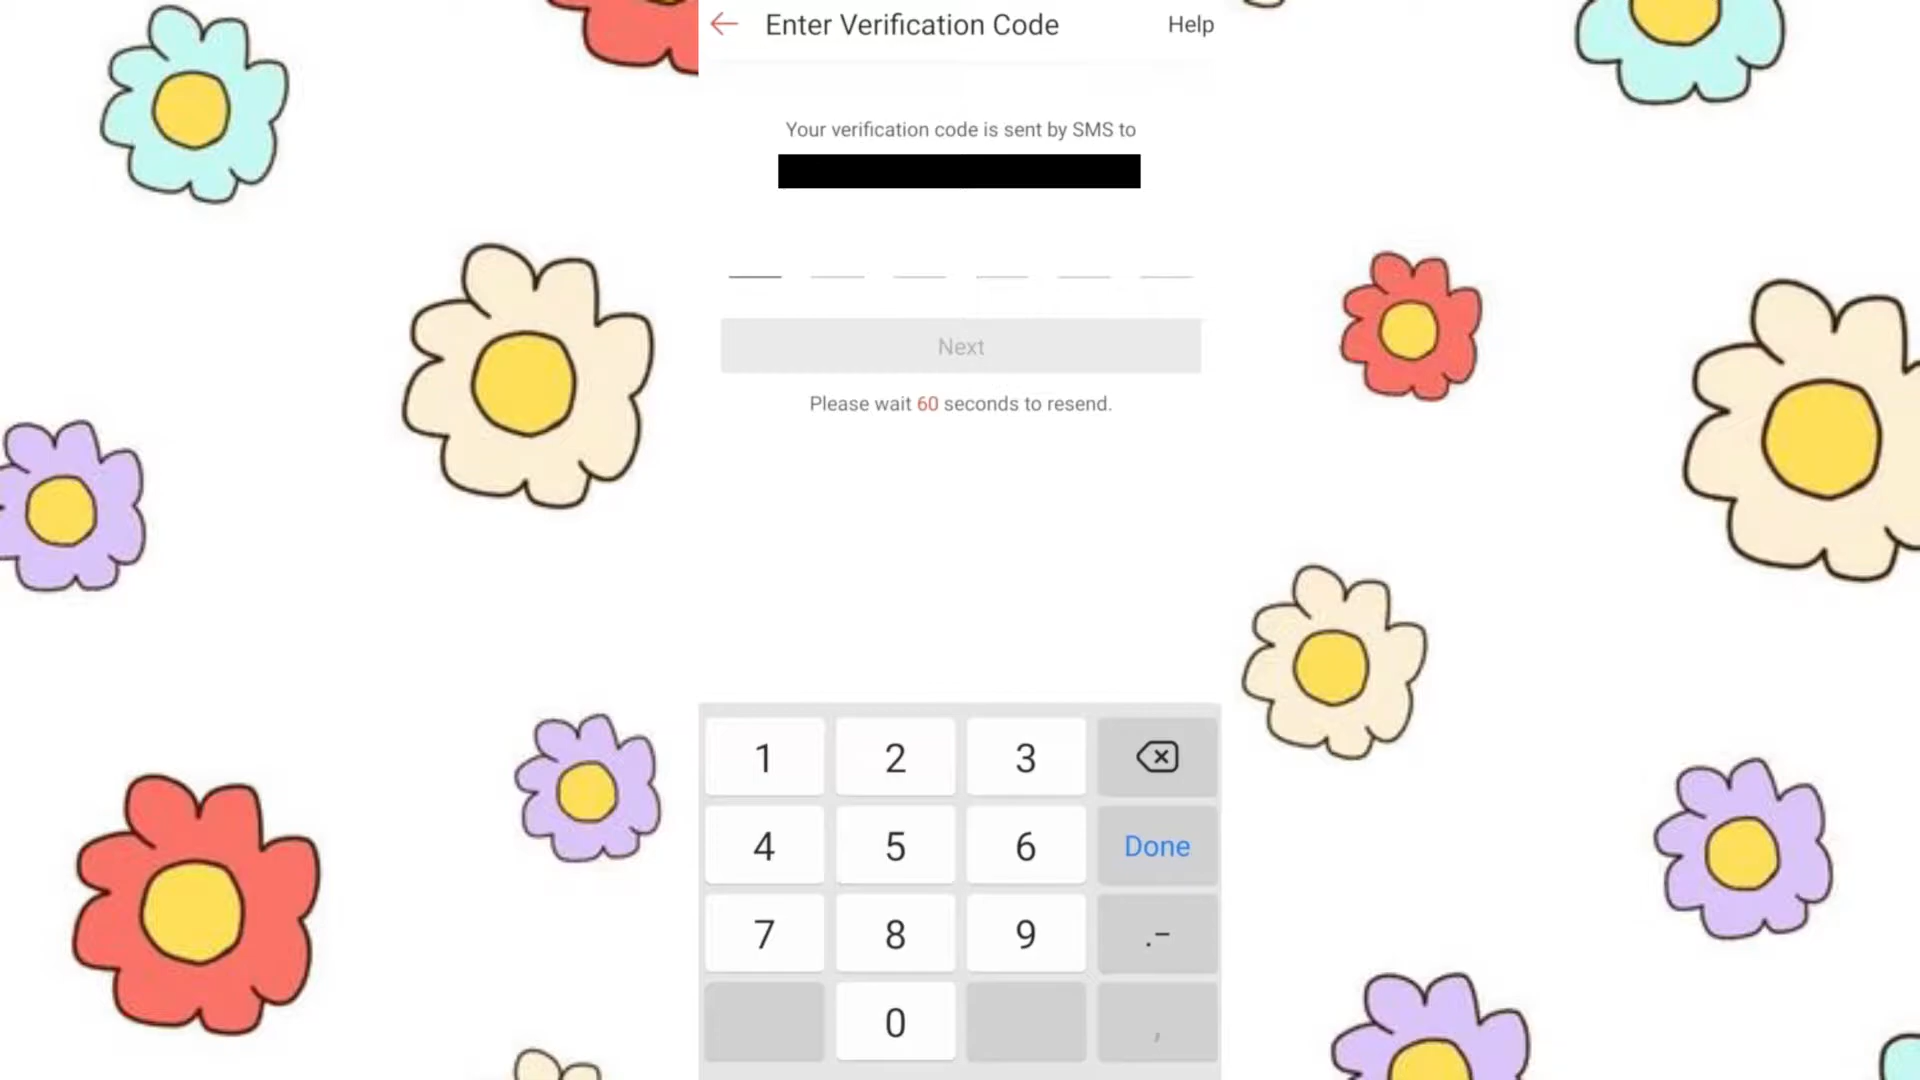 Enter Verification Code Help
Your verification code is sent by SMS to
Next
Please wait 60 seconds to resend.
1 2 3
4 5 6 Done
7 8 9 .-
0 ,